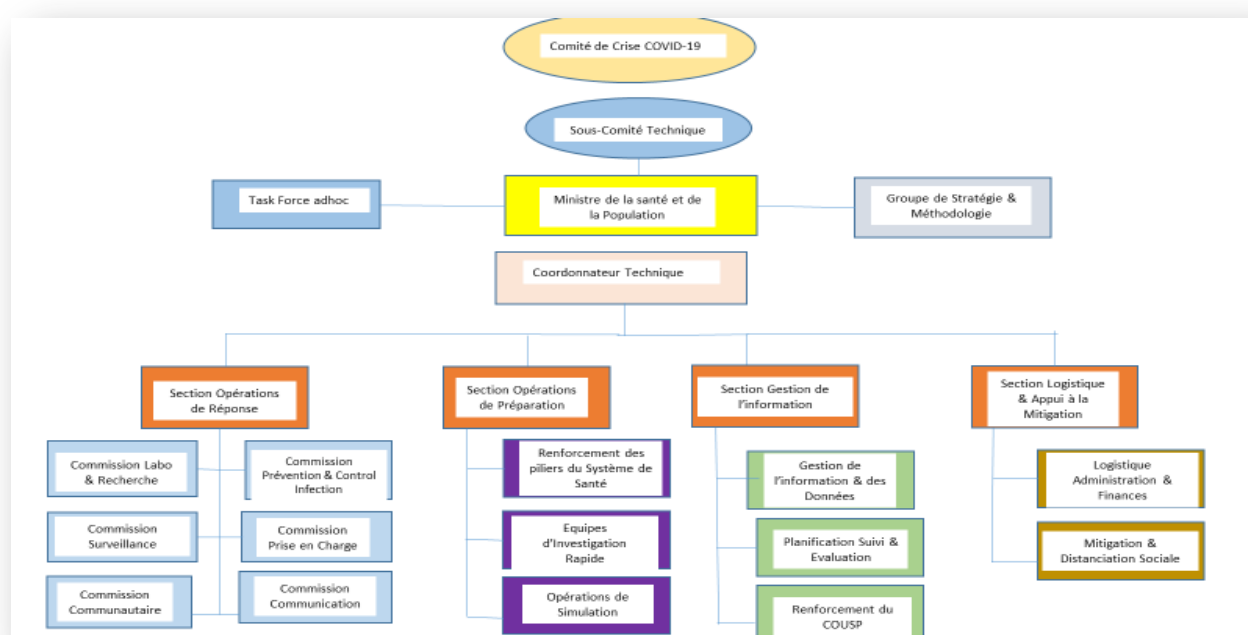 Comité de Crise COVID-19
Sous-Comité Technique
Task Force adhoc
Ministre de la santé et de
la Population
Groupe de Stratégie &
Méthodologie
Coordonnateur Technique
Section Opérations
de Réponse
Section Opérations
de Préparation
Section Gestion de
l'information
Section Logistique
& Appui à la
Mitigation
Commission Labo
& Recherche
Commission
Prévention & Control
Infection
Commission
Surveillance
Commission
Prise en Charge
Commission
Communautaire
Commission
Communication
Renforcement des
piliers du Système de
Santé
Equipes
d'Investigation
Rapide
Opérations de
Simulation
Gestion de
l'information & des
Données
Planification Suivi &
Evaluation
Renforcement du
COUSP
Logistique
Administration &
Finances
Mitigation &
Distanciation Sociale